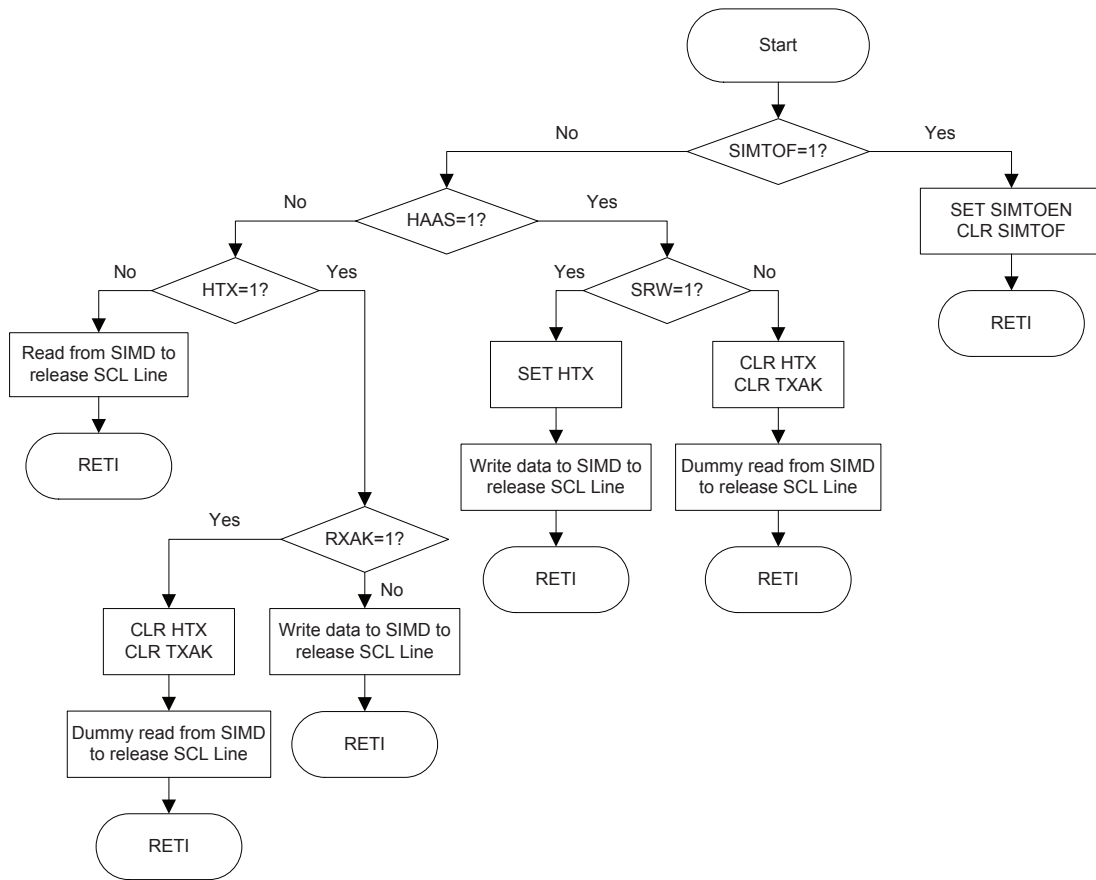 Start
No
Yes
SIMTOF=1?
No
Yes
HAAS=1?
SET SIMTOEN
CLR SIMTOF
No
Yes
Yes
No
HTX=1?
SRW=1?
RETI
Read from SIMD to
release SCL Line
SET HTX
CLR HTX
CLR TXAK
RETI
Write data to SIMD to
release SCL Line
Dummy read from SIMD
to release SCL Line
Yes
RXAK=1?
RETI
RETI
No
CLR HTX
CLR TXAK
Write data to SIMD to
release SCL Line
Dummy read from SIMD
to release SCL Line
RETI
RETI